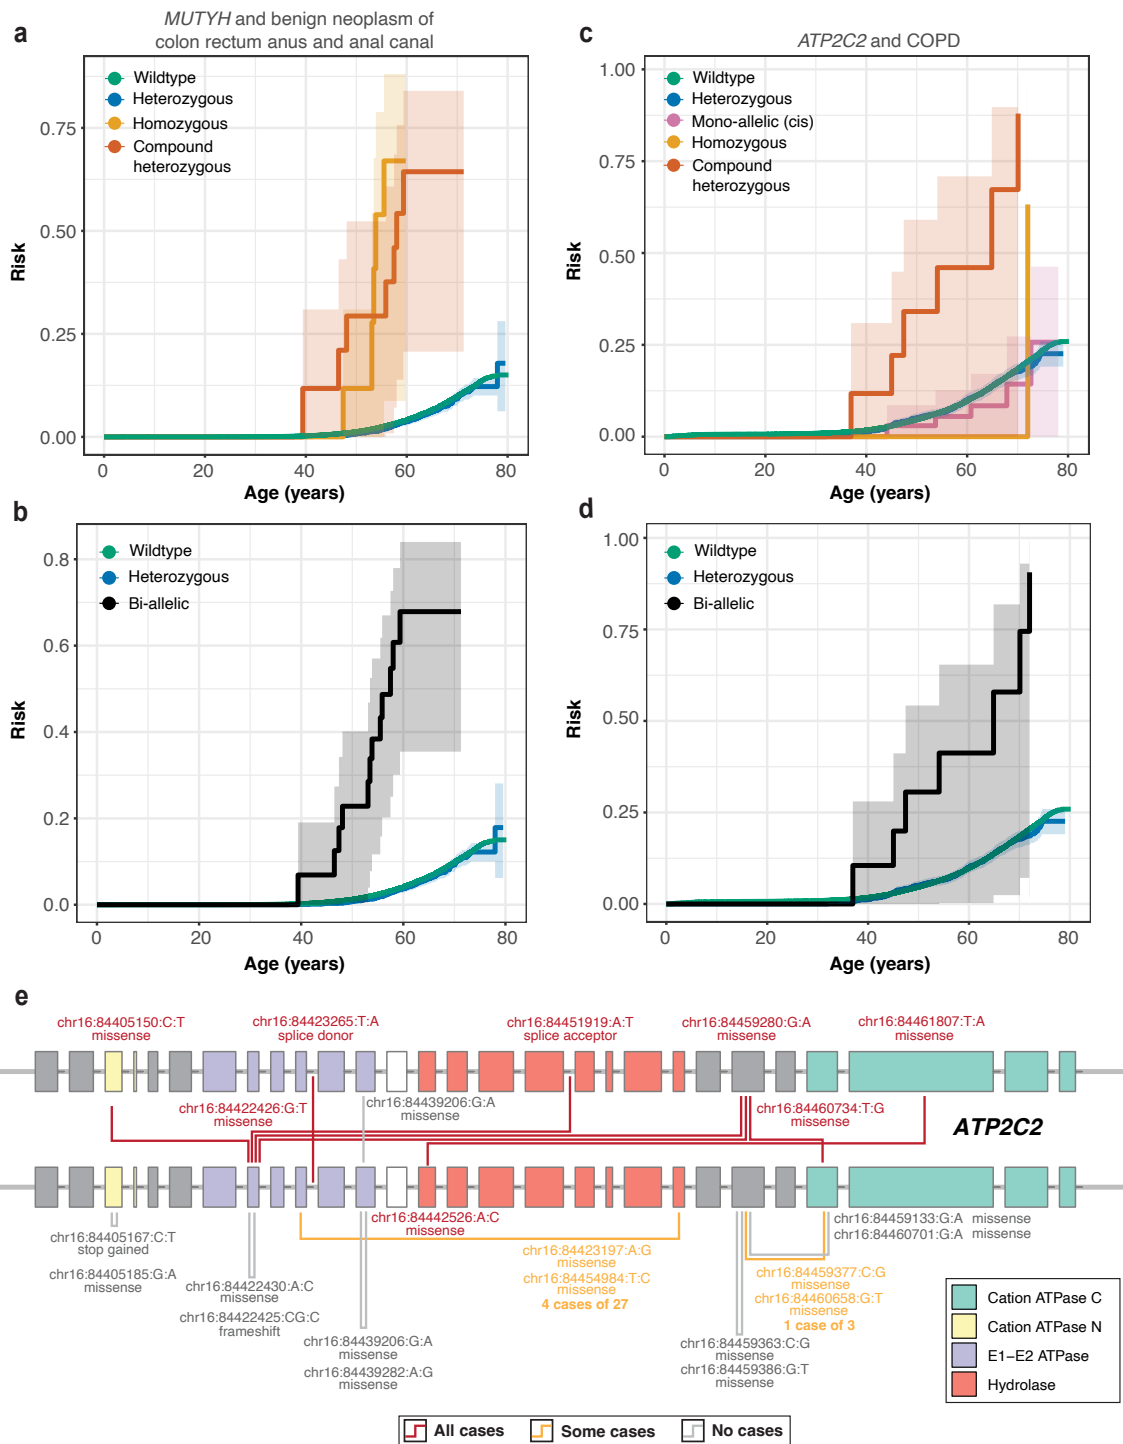 a
MUTYH and benign neoplasm of
colon rectum anus and anal canal
Wildtype
Heterozygous
Homozygous
Compound
heterozygous
0.75
0.50
0.25
0.00
Risk
0
20
40
60
80
Age (years)
c
ATP2C2 and COPD
Wildtype
Heterozygous
Mono-allelic (cis)
Homozygous
Compound
heterozygous
1.00
0.75
0.50
0.25
0.00
Risk
0
20
40
60
80
Age (years)
b
Wildtype
Heterozygous
Bi-allelic
0.8
0.6
0.4
0.2
0.0
Risk
0
20
40
60
80
Age (years)
d
Wildtype
Heterozygous
Bi-allelic
1.00
0.75
0.50
0.25
0.00
Risk
0
20
40
60
80
Age (years)
e
chr16:84405150:C:T
missense
chr16:84423265:T:A
splice donor
chr16:84451919:A:T
splice acceptor
chr16:84459280:G:A
missense
chr16:84461807:T:A
missense
chr16:84422426:G:T
missense
chr16:84439206:G:A
missense
chr16:84460734:T:G
missense
ATP2C2
chr16:84405167:C:T
stop gained
chr16:84405185:G:A
missense
chr16:84422430:A:C
missense
chr16:84422425:CG:C
frameshift
chr16:84442526:A:C
missense
chr16:84439206:G:A
missense
chr16:84439282:A:G
missense
chr16:84423197:A:G
missense
chr16:84454984:T:C
missense
4 cases of 27
chr16:84459133:G:A missense
chr16:84460701:G:A missense
chr16:84459377:C:G
missense
chr16:84460658:G:T
missense
1 case of 3
chr16:84459363:C:G
missense
chr16:84459386:G:T
missense
Cation ATPase C
Cation ATPase N
E1−E2 ATPase
Hydrolase
All cases
Some cases
No cases